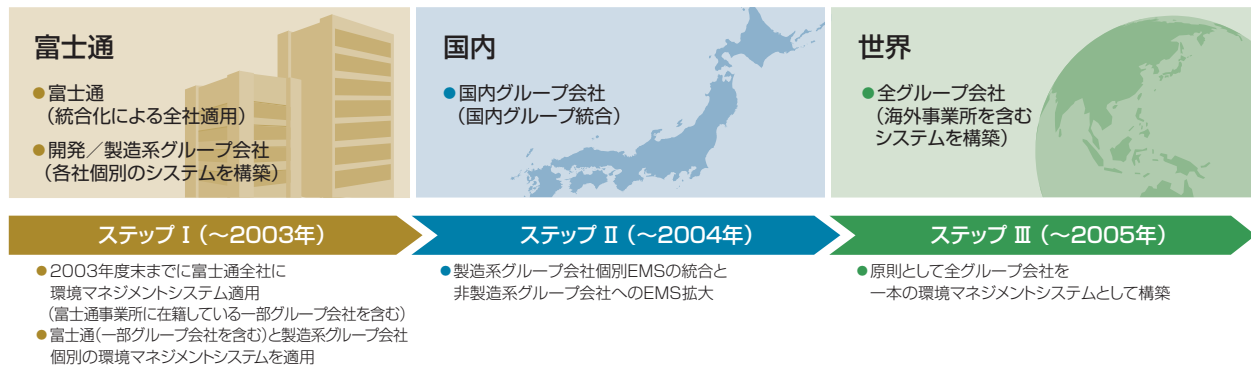 富士通
●富士通
（統合化による全社適用）
●開発／製造系グループ会社
（各社個別のシステムを構築）
国内
●国内グループ会社
（国内グループ統合）
世界
●全グループ会社
（海外事業所を含む
システムを構築）
ステップ Ⅰ（～2003年）
●2003年度末までに富士通全社に
環境マネジメントシステム適用
（富士通事業所に在籍している一部グループ会社を含む）
●富士通（一部グループ会社を含む）と製造系グループ会社
個別の環境マネジメントシステムを適用
ステップ Ⅱ（～2004年）
●製造系グループ会社個別EMSの統合と
非製造系グループ会社へのEMS拡大
ステップ Ⅲ（～2005年）
●原則として全グループ会社を
一本の環境マネジメントシステムとして構築